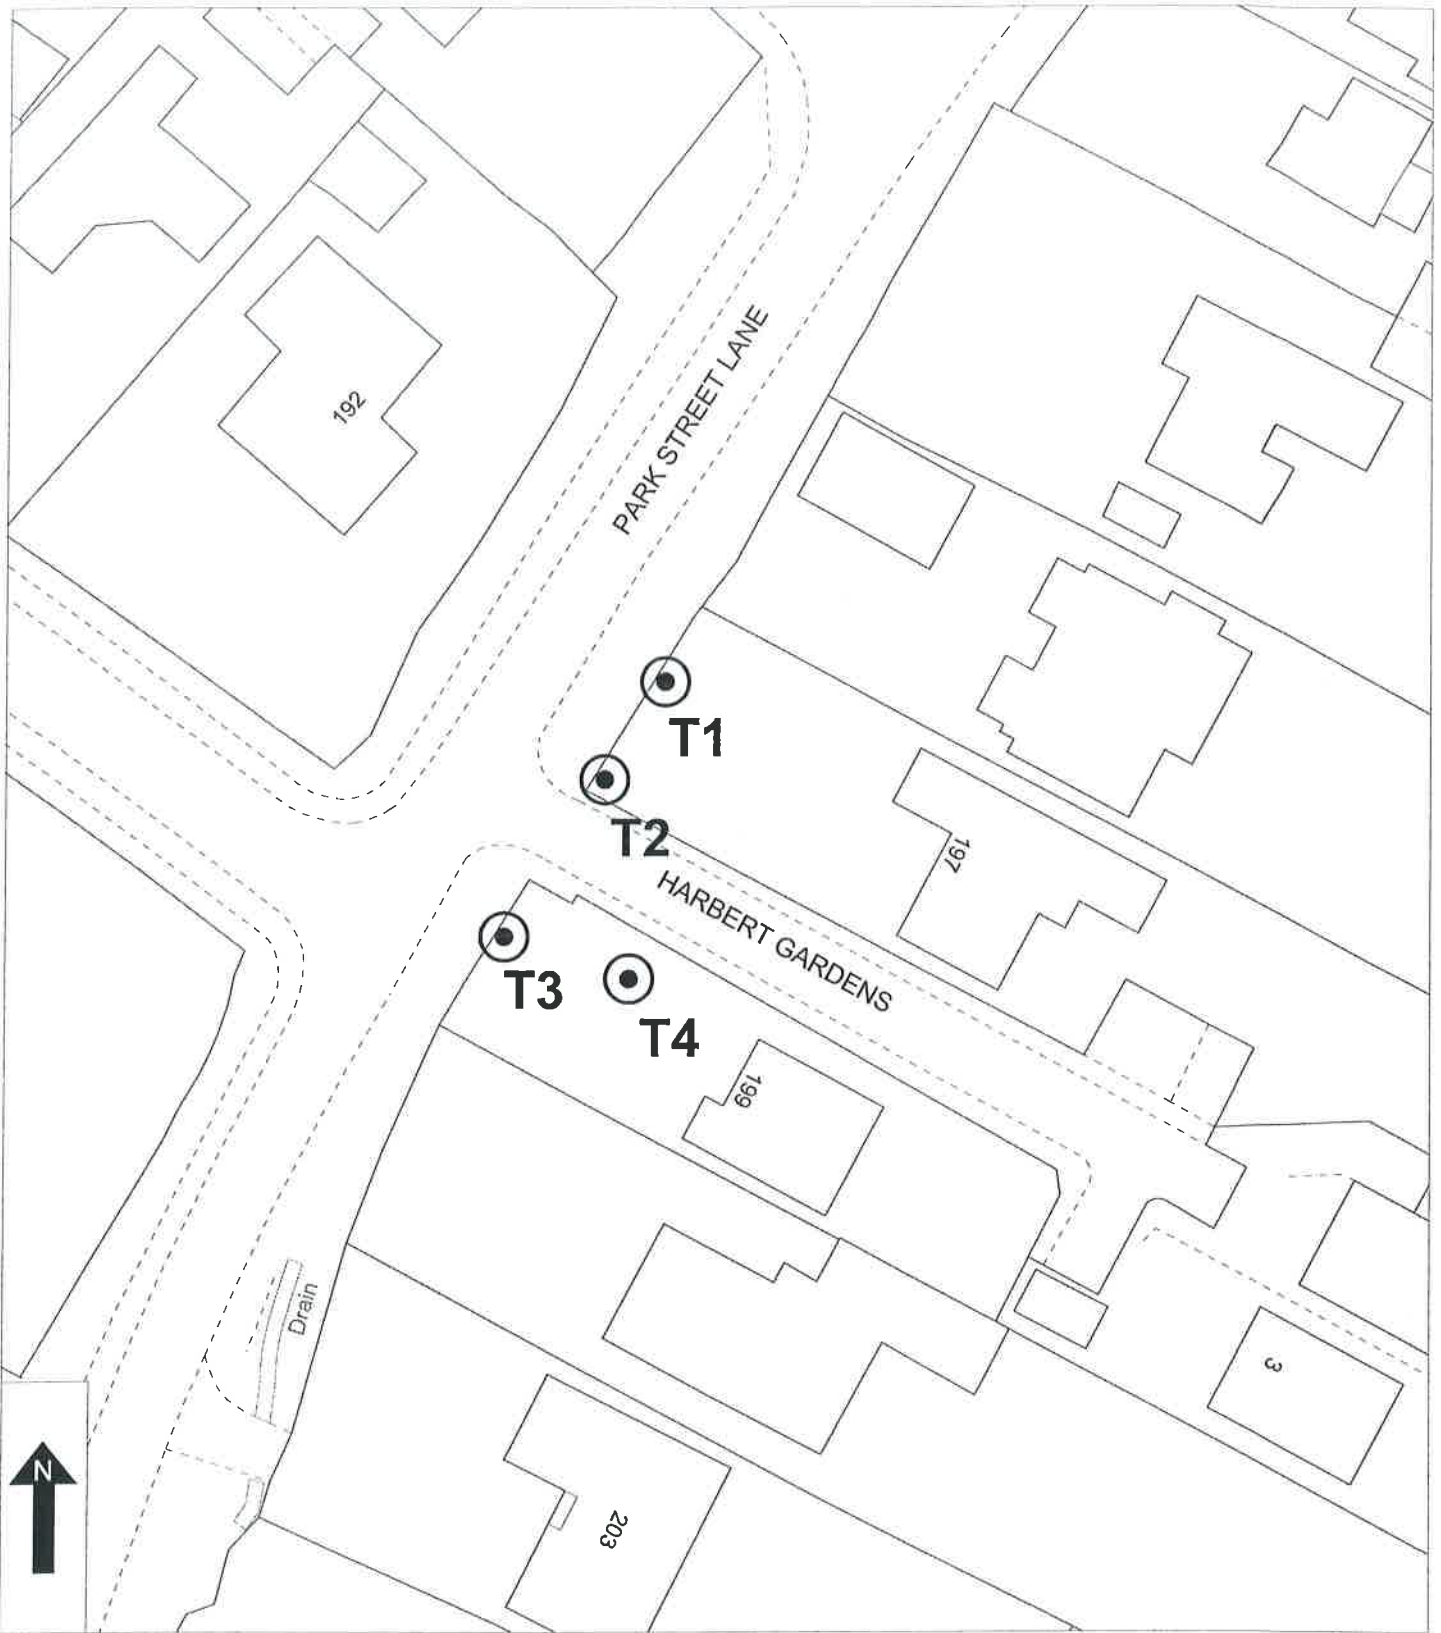 192
PARK STREET LANE
T1
T2
197
HARBERT GARDENS
T3
T4
199
Drain
3
N
203